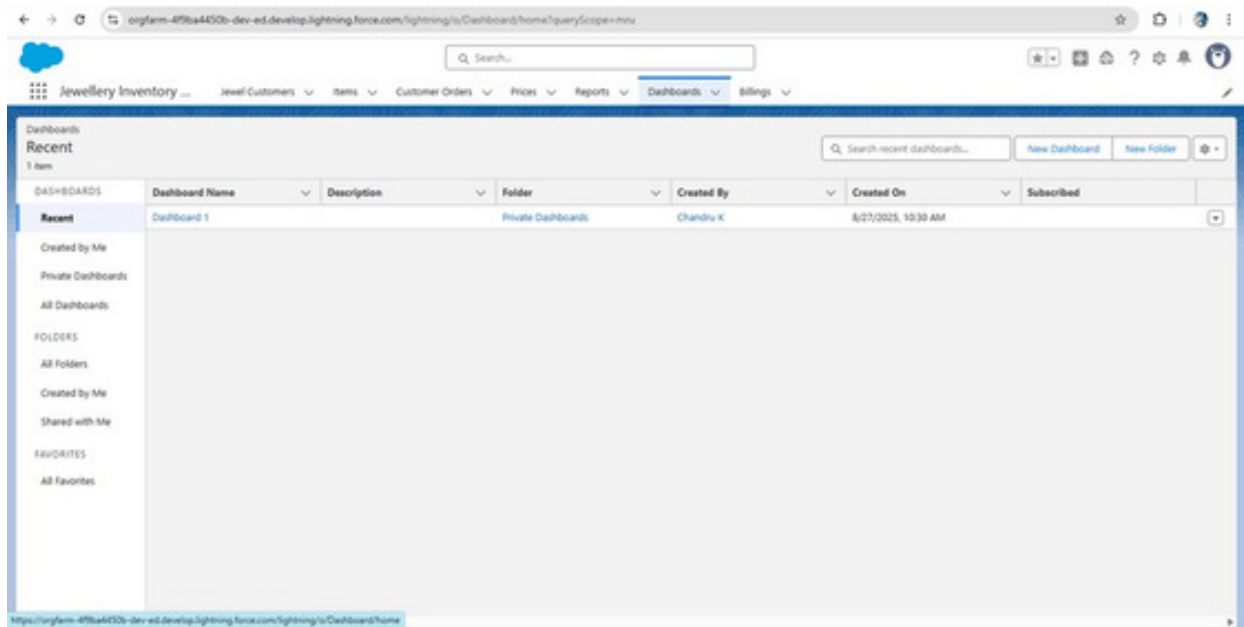 orgfarm-4f9ba4450b-dev-ed.develop.lightning.force.com/lightning/o/Dashboard/home?queryScope=mru
Search...
Jewellery Inventory ... Jewel Customers Items Customer Orders Prices Reports Dashboards Billings
Dashboards
Recent
1 item
Search recent dashboards...
New Dashboard New Folder
DASHBOARDS Dashboard Name Description Folder Created By Created On Subscribed
Recent Dashboard 1 Private Dashboards Chandru K 8/27/2025, 10:30 AM
Created by Me
Private Dashboards
All Dashboards
FOLDERS
All Folders
Created by Me
Shared with Me
FAVORITES
All Favorites
https://orgfarm-4f9ba4450b-dev-ed.develop.lightning.force.com/lightning/o/Dashboard/home